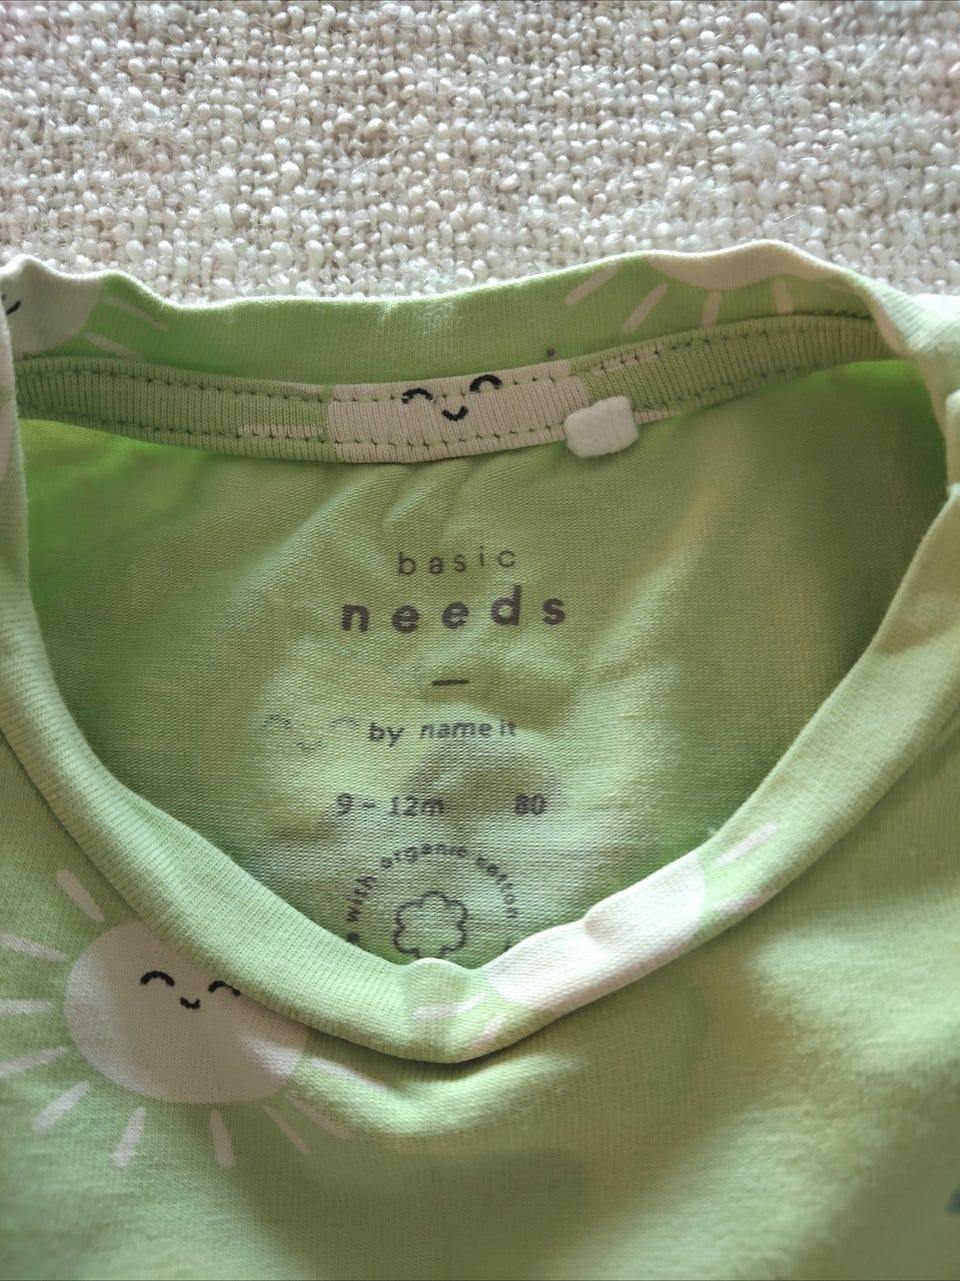 basic
needs
by name it
9 - 12m 80
with organic cotton